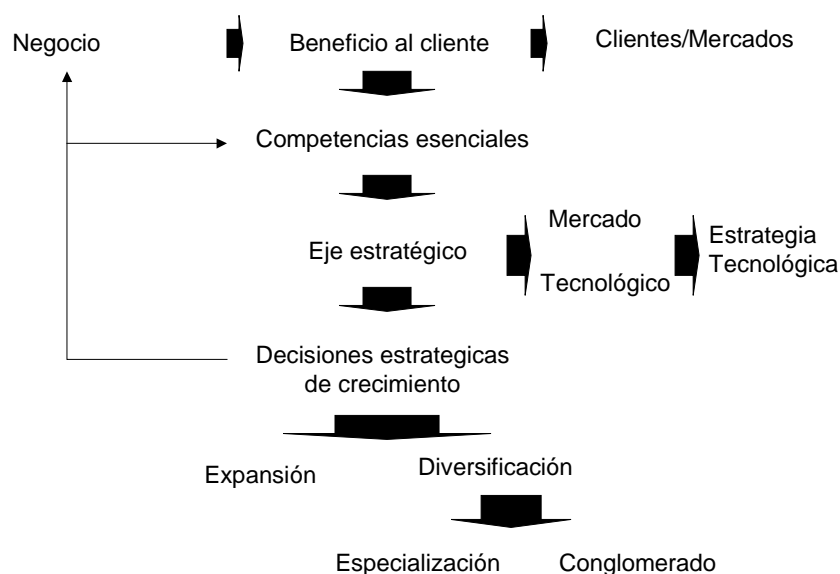 Negocio
Beneficio al cliente
Clientes/Mercados
Competencias esenciales
Mercado
Eje estratégico
Estrategia
Tecnológica
Tecnológico
Decisiones estrategicas
de crecimiento
Expansión
Diversificación
Especialización
Conglomerado